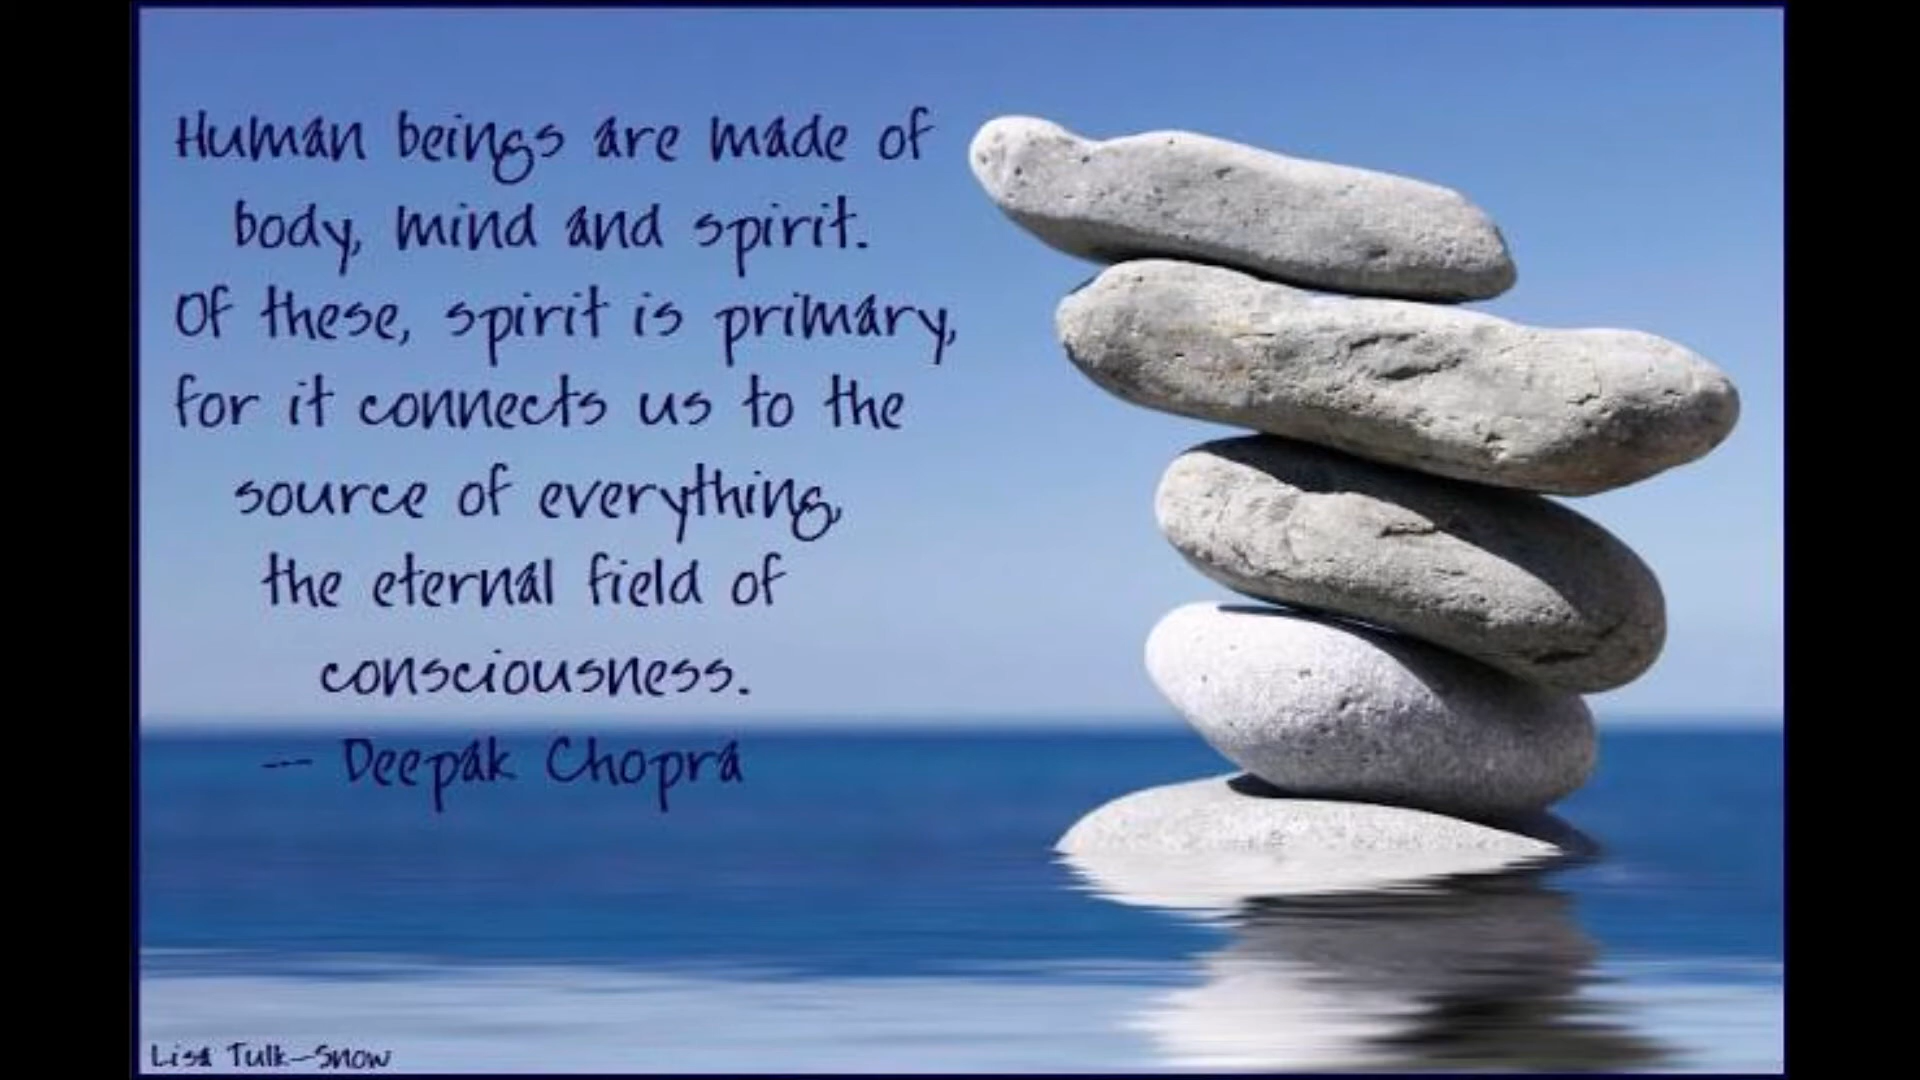 Human beings are made of
body, mind and spirit.
Of these, spirit is primary,
for it connects us to the
source of everything,
the eternal field of
consciousness.
— Deepak Chopra
Lisa Tulk-Snow